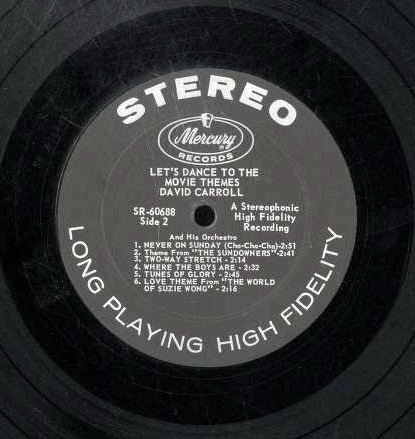 STEREO
Mercury
RECORDS
LET'S DANCE TO THE
MOVIE THEMES
DAVID CARROLL
SR-60688
Side 2
A Stereophonic
High Fidelity
Recording
And His Orchestra
1. NEVER ON SUNDAY (Cha-Cha-Cha)-2:51
2. Theme From "THE SUNDOWNERS"-2:41
3. TWO-WAY STRETCH - 2:14
4. WHERE THE BOYS ARE - 2:32
5. TUNES OF GLORY - 2:45
6. LOVE THEME From "THE WORLD
OF SUZIE WONG" - 2:16
LONG PLAYING HIGH FIDELITY